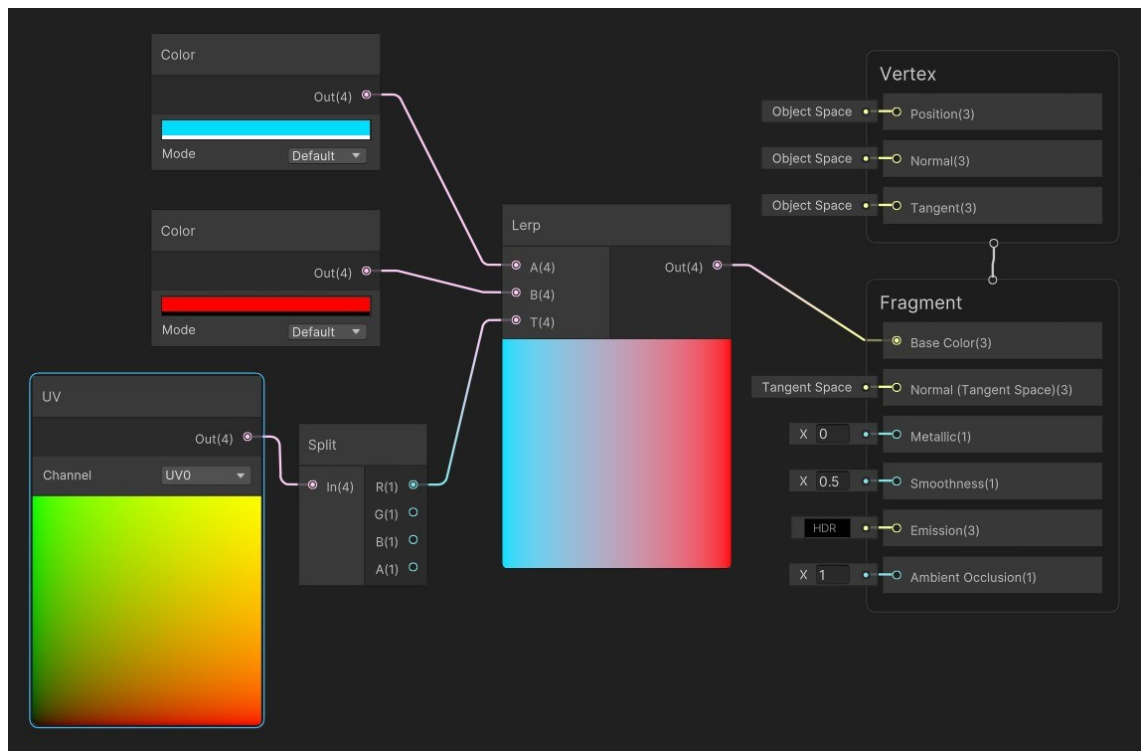 Color
Out(4)
Mode
Default
Color
Out(4)
Mode
Default
UV
Out(4)
Channel
UV0
Split
In(4)
R(1)
G(1)
B(1)
A(1)
Lerp
A(4)
Out(4)
B(4)
T(4)
Vertex
Object Space
Position(3)
Object Space
Normal(3)
Object Space
Tangent(3)
Fragment
Base Color(3)
Tangent Space
Normal (Tangent Space)(3)
X 0
Metallic(1)
X 0.5
Smoothness(1)
HDR
Emission(3)
X 1
Ambient Occlusion(1)